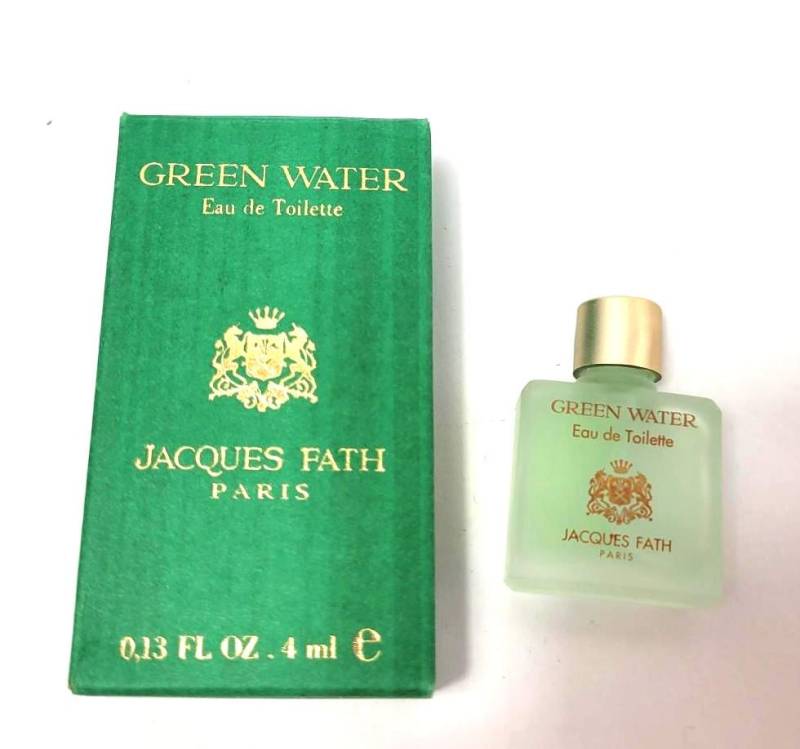 GREEN WATER
Eau de Toilette
JACQUES FATH
PARIS
0,13 FL OZ . 4 ml e
GREEN WATER
Eau de Toilette
JACQUES FATH
PARIS